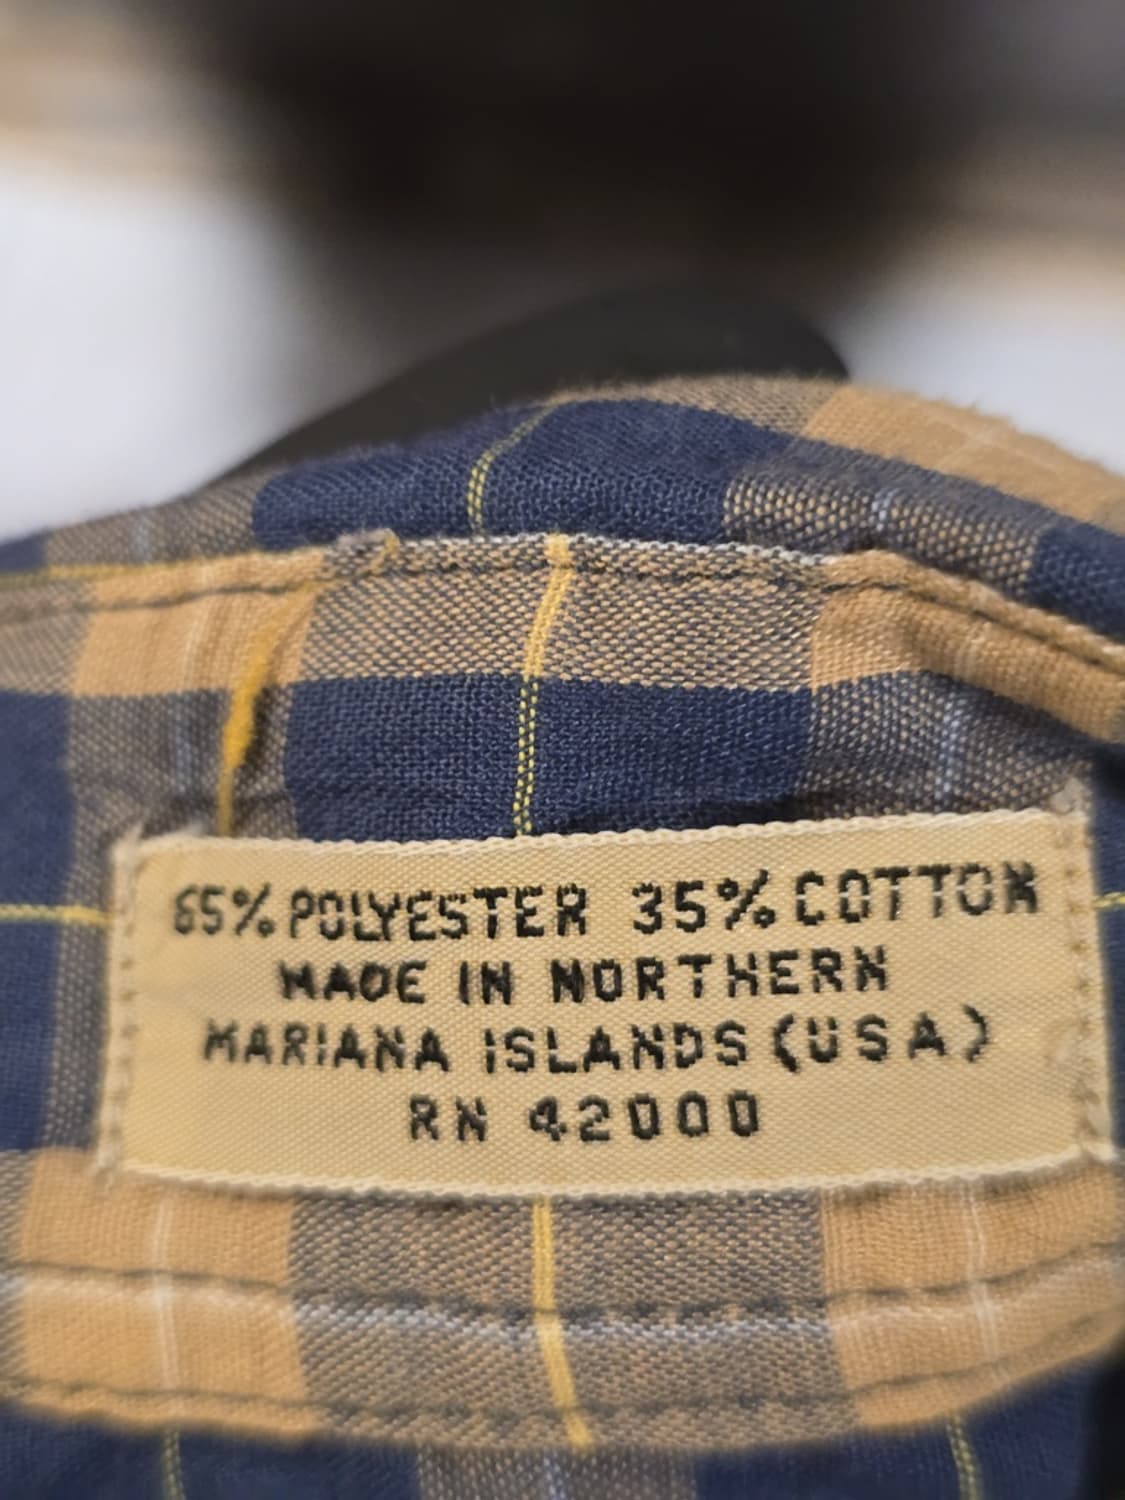 65% POLYESTER 35% COTTON
MADE IN NORTHERN
MARIANA ISLANDS (USA)
RN 42000